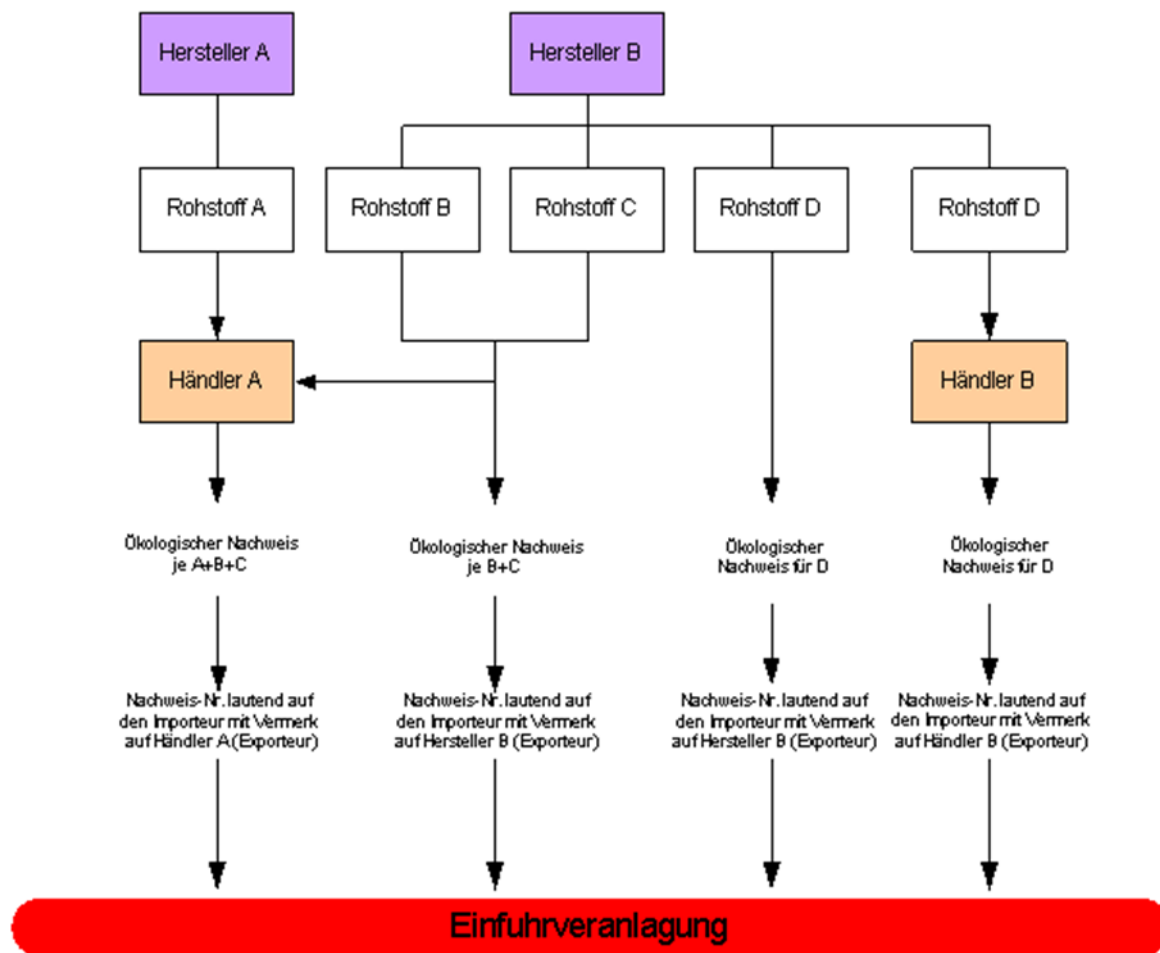 Hersteller A
Hersteller B
Rohstoff A
Rohstoff B
Rohstoff C
Rohstoff D
Rohstoff D
Händler A
Händler B
Ökologischer Nachweis
je A+B+C
Ökologischer Nachweis
je B+C
Ökologischer
Nachweis für D
Ökologischer
Nachweis für D
Nachweis-Nr. lautend auf
den Importeur mit Vermerk
auf Händler A (Exporteur)
Nachweis-Nr. lautend auf
den Importeur mit Vermerk
auf Hersteller B (Exporteur)
Nachweis-Nr. lautend auf
den Importeur mit Vermerk
auf Hersteller B (Exporteur)
Nachweis-Nr. lautend auf
den Importeur mit Vermerk
auf Händler B (Exporteur)
Einfuhrveranlagung